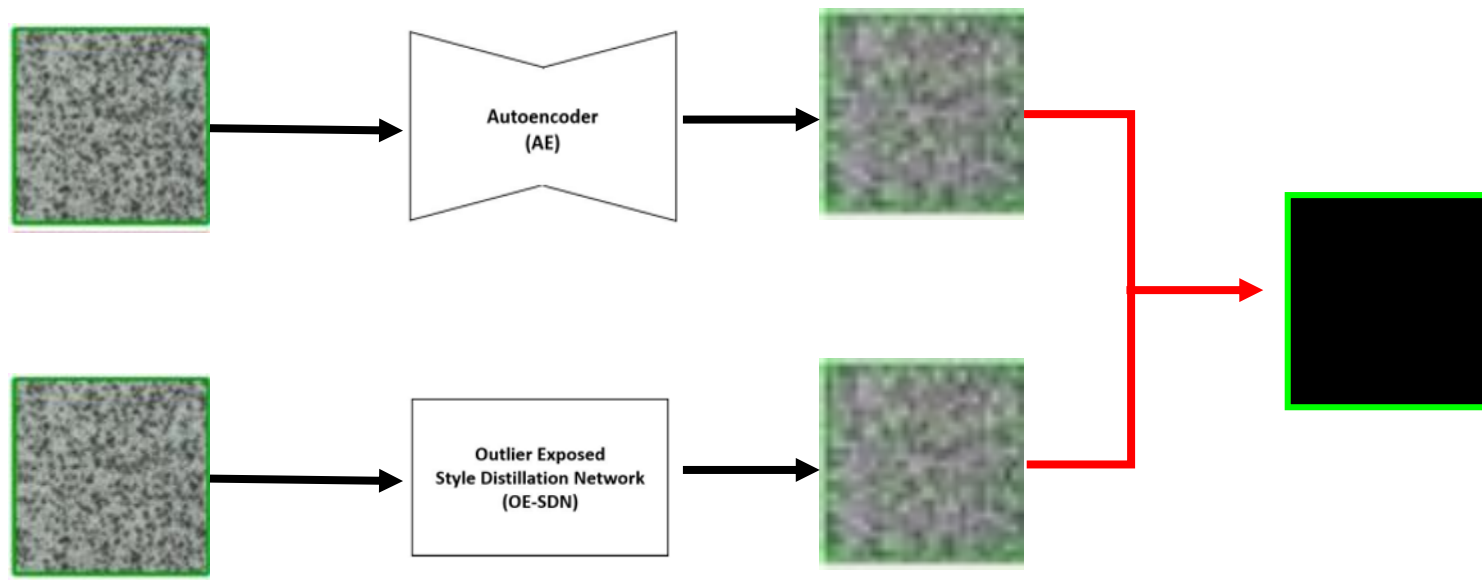 Autoencoder
(AE)
Outlier Exposed
Style Distillation Network
(OE-SDN)